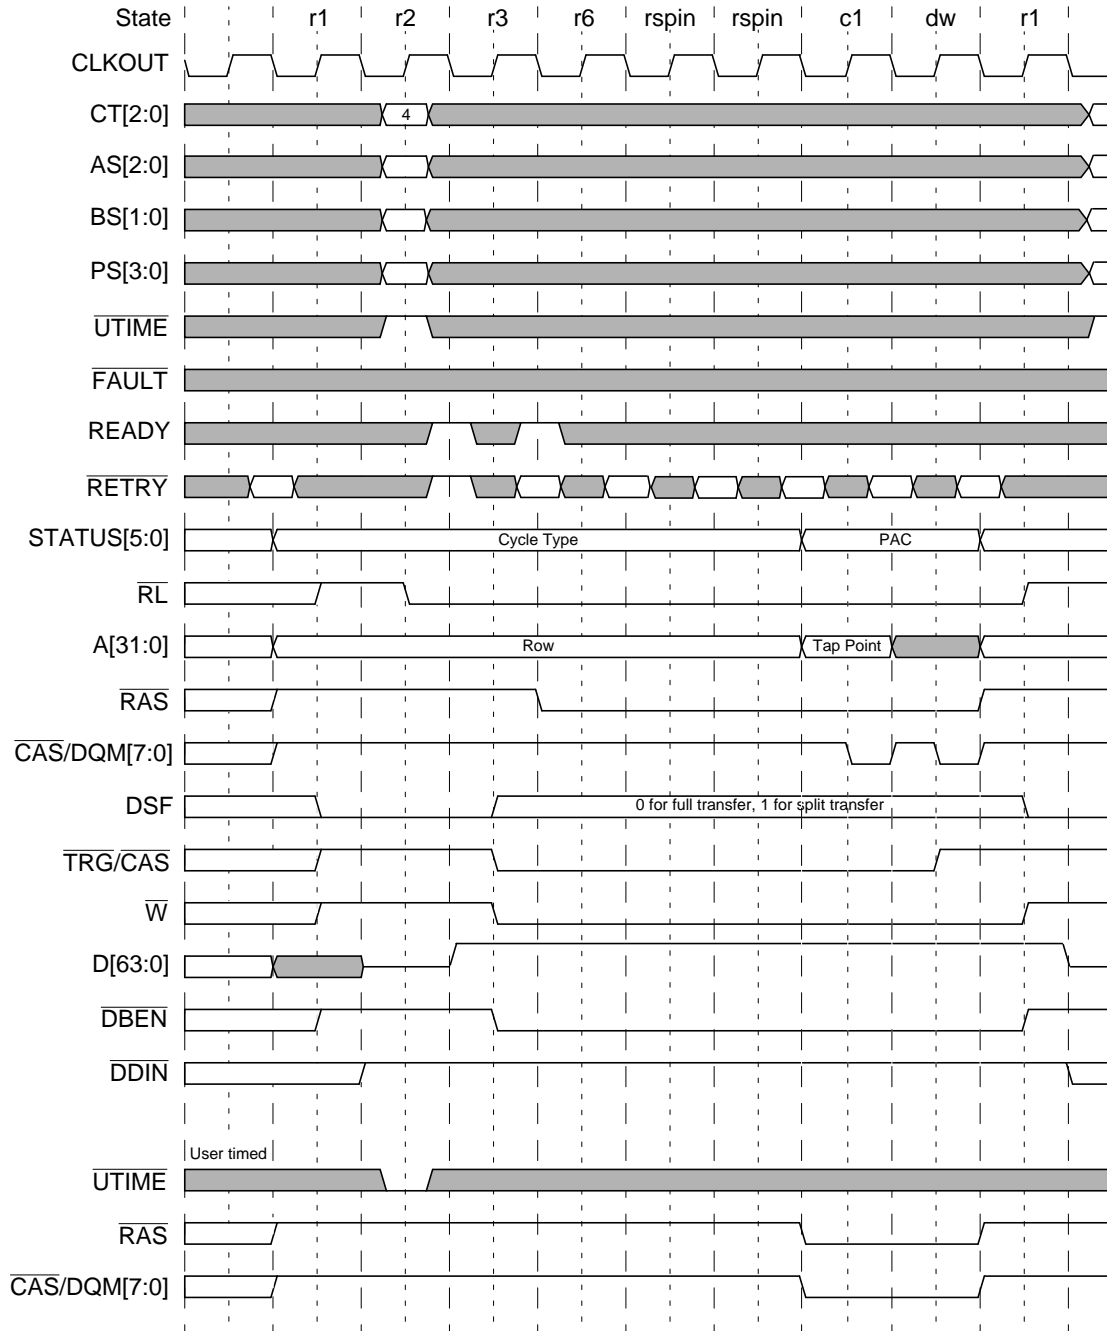 State r1 r2 r3 r6 rspin rspin c1 dw r1
CLKOUT
CT[2:0] 4
AS[2:0]
BS[1:0]
PS[3:0]
UTIME
FAULT
READY
RETRY
STATUS[5:0] Cycle Type PAC
RL
A[31:0] Row Tap Point
RAS
CAS/DQM[7:0]
DSF 0 for full transfer, 1 for split transfer
TRG/CAS
W
D[63:0]
DBEN
DDIN
User timed
UTIME
RAS
CAS/DQM[7:0]